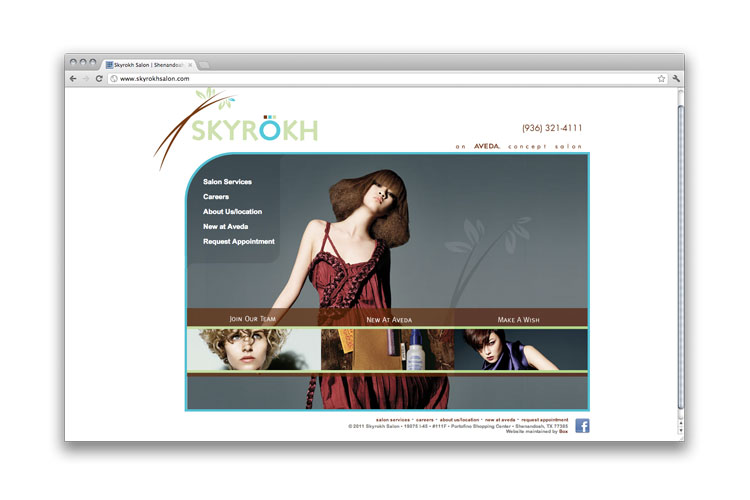 Skyrokh Salon | Shenandoah
www.skyrokhsalon.com
SKYRÖKH
(936) 321-4111
an AVEDA. concept salon
Salon Services
Careers
About Us/location
New at Aveda
Request Appointment
Join Our Team
New At Aveda
Make A Wish
salon services • careers • about us/location • new at aveda • request appointment
© 2011 Skyrokh Salon • 19075 I-45 • #111F • Portofino Shopping Center • Shenandoah, TX 77385
Website maintained by Box
f